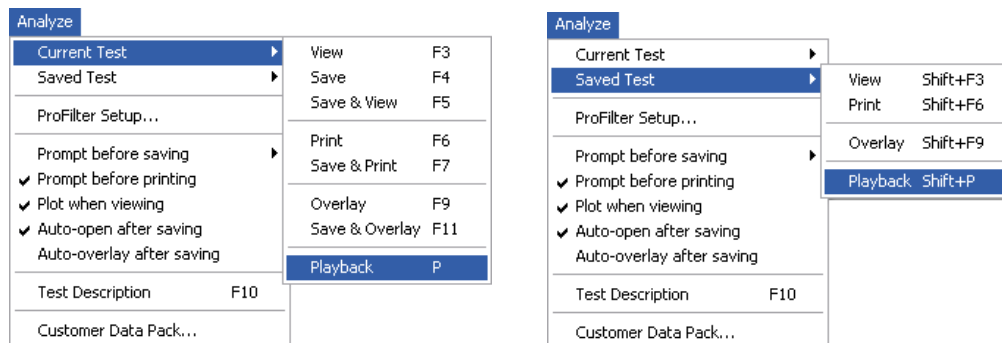 Analyze
Current Test
Saved Test
ProFilter Setup...
Prompt before saving
Prompt before printing
Plot when viewing
Auto-open after saving
Auto-overlay after saving
Test Description F10
Customer Data Pack...
View F3
Save F4
Save & View F5
Print F6
Save & Print F7
Overlay F9
Save & Overlay F11
Playback P
Analyze
Current Test
Saved Test
ProFilter Setup...
Prompt before saving
Prompt before printing
Plot when viewing
Auto-open after saving
Auto-overlay after saving
Test Description F10
Customer Data Pack...
View Shift+F3
Print Shift+F6
Overlay Shift+F9
Playback Shift+P